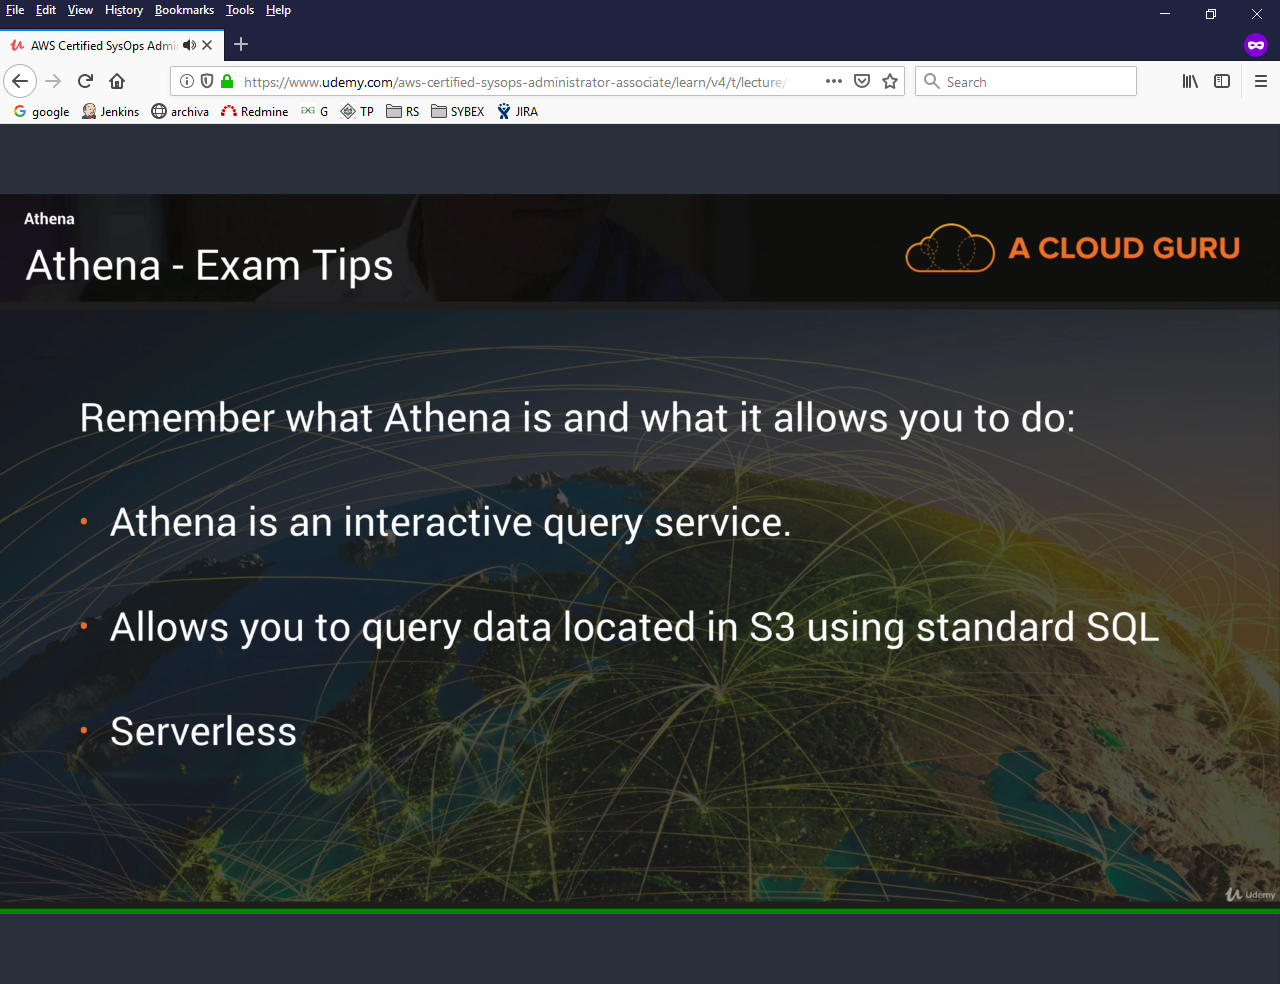 File Edit View History Bookmarks Tools Help
AWS Certified SysOps Admi
https://www.udemy.com/aws-certified-sysops-administrator-associate/learn/v4/t/lecture/
Search
google Jenkins archiva Redmine G TP RS SYBEX JIRA
Athena
Athena - Exam Tips
A CLOUD GURU
Remember what Athena is and what it allows you to do:
• Athena is an interactive query service.
• Allows you to query data located in S3 using standard SQL
• Serverless
Udemy